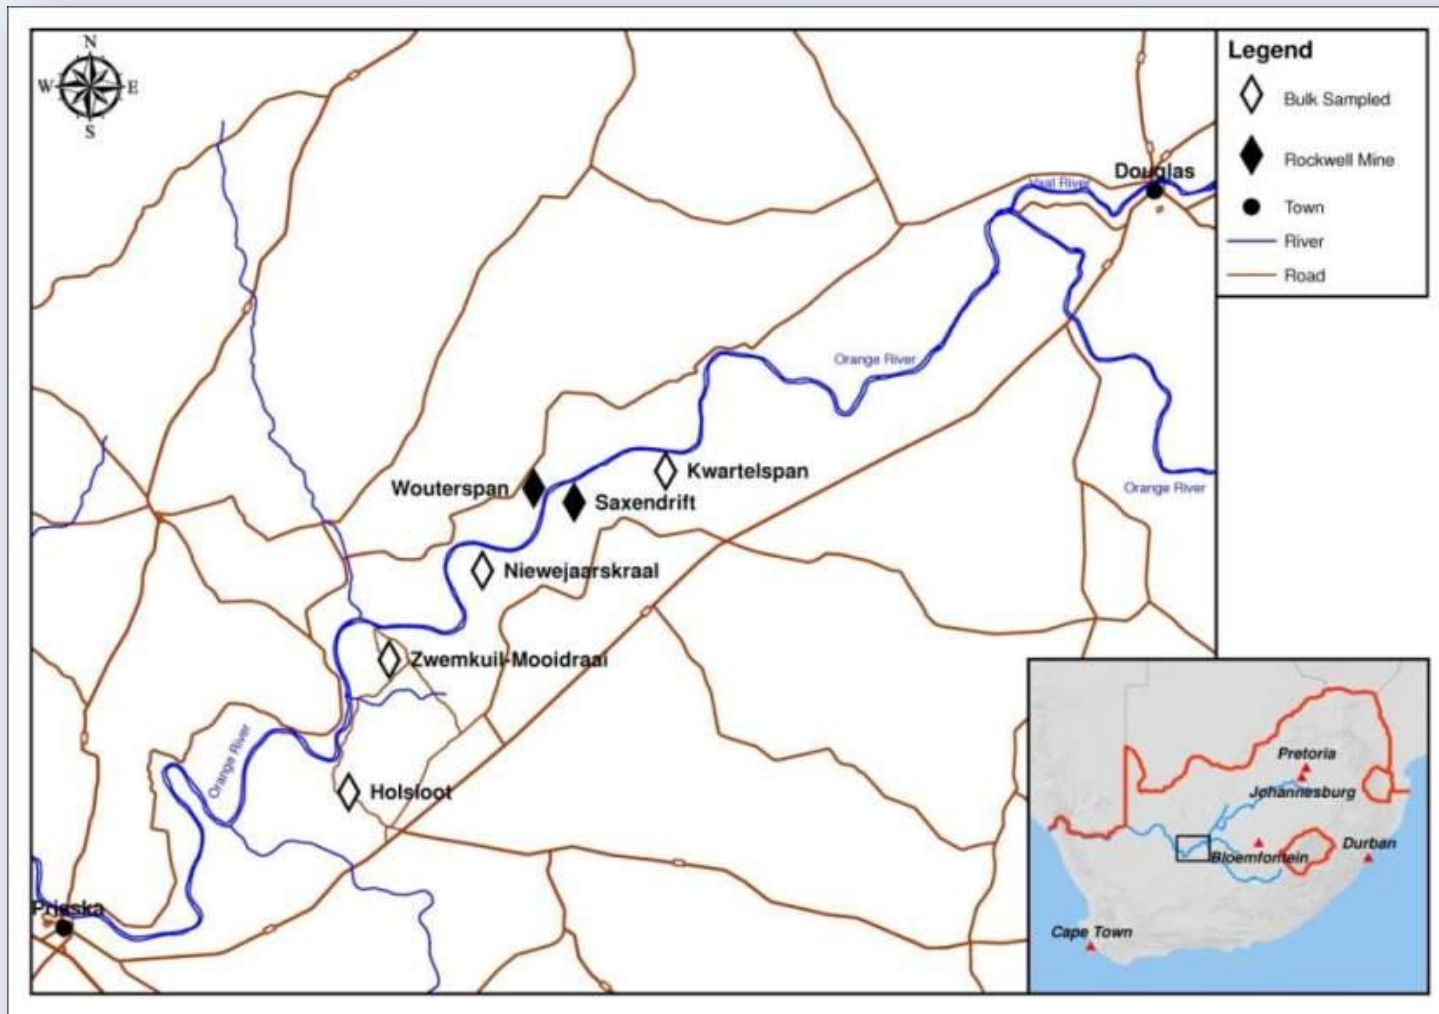 N
W E
S
Legend
Bulk Sampled
Rockwell Mine
Town
River
Road
Douglas
Vaal River
Orange River
Kwartelspan
Wouterspan
Saxendrift
Orange River
Niewejaarskraal
Zwemkuil-Mooidraai
Orange River
Holsloot
Prieska
Pretoria
Johannesburg
Bloemfontein
Durban
Cape Town